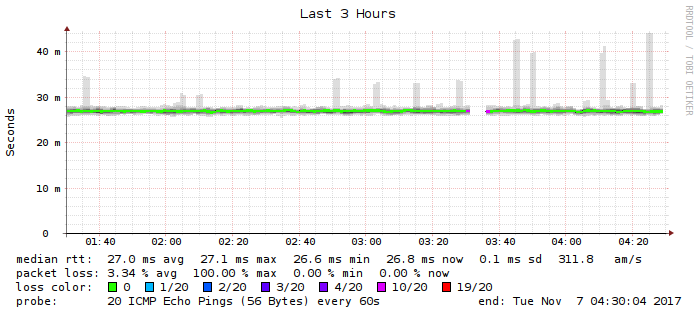 Last 3 Hours
RRDTOOL / TOBI OETIKER
Seconds
40 m
30 m
20 m
10 m
0
01:40 02:00 02:20 02:40 03:00 03:20 03:40 04:00 04:20
median rtt: 27.0 ms avg 27.1 ms max 26.6 ms min 26.8 ms now 0.1 ms sd 311.8 am/s
packet loss: 3.34 % avg 100.00 % max 0.00 % min 0.00 % now
loss color: 0 1/20 2/20 3/20 4/20 10/20 19/20
probe: 20 ICMP Echo Pings (56 Bytes) every 60s end: Tue Nov 7 04:30:04 2017